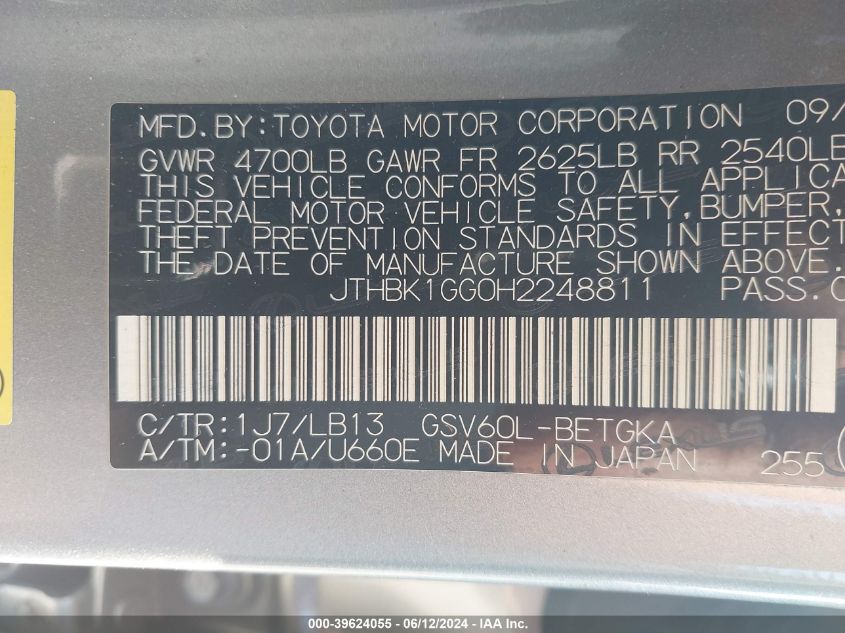 MFD.BY:TOYOTA MOTOR CORPORATION 09/
GVWR 4700LB GAWR FR 2625LB RR 2540LB
THIS VEHICLE CONFORMS TO ALL APPLICA
FEDERAL MOTOR VEHICLE SAFETY,BUMPER,
THEFT PREVENTION STANDARDS IN EFFECT
THE DATE OF MANUFACTURE SHOWN ABOVE.
JTHBK1GG0H2248811 PASS.C
C/TR:1J7/LB13 GSV60L-BETGKA
A/TM:-01A/U660E MADE IN JAPAN 255
000-39624055 - 06/12/2024 - IAA Inc.